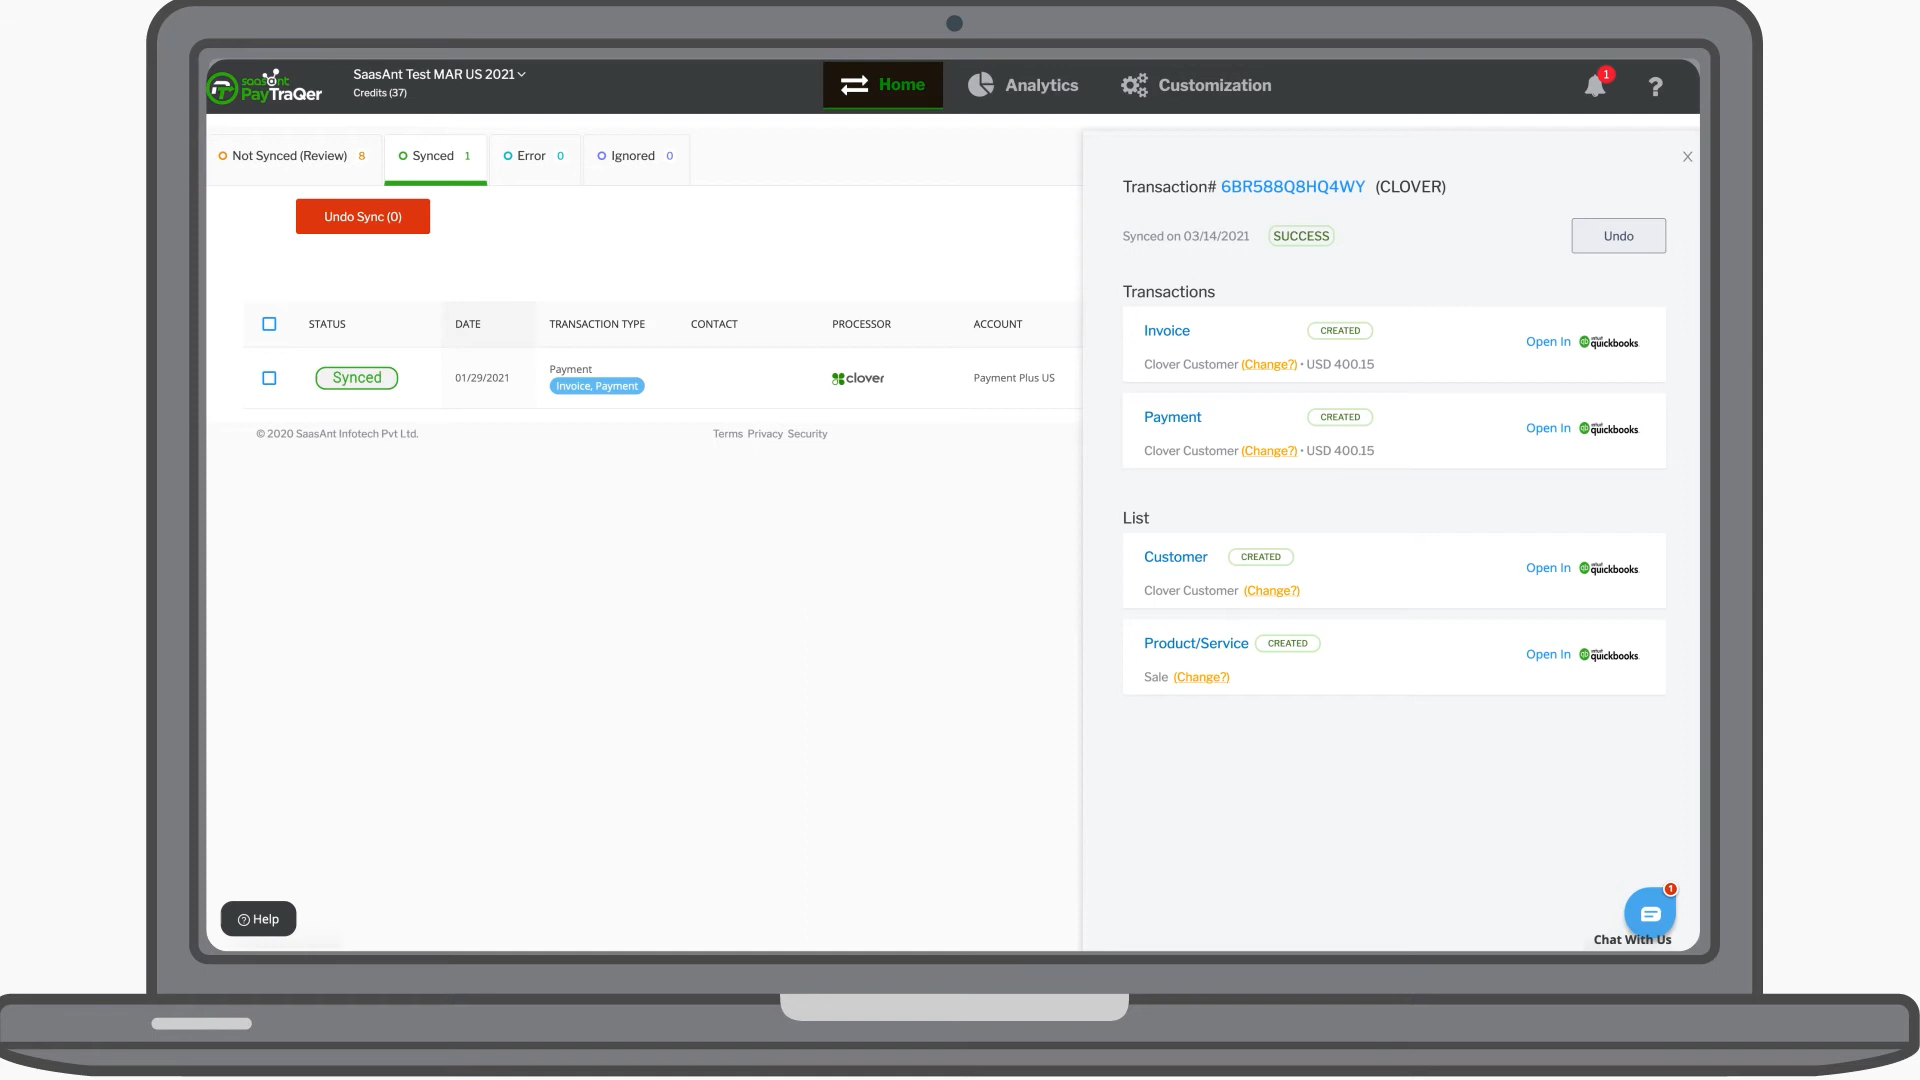 saasant
PayTraQer
SaasAnt Test MAR US 2021
Credits (37)
Home
Analytics
Customization
1
?
Not Synced (Review) 8
Synced 1
Error 0
Ignored 0
Undo Sync (0)
STATUS DATE TRANSACTION TYPE CONTACT PROCESSOR ACCOUNT
Synced 01/29/2021 Payment clover Payment Plus US
Invoice, Payment
© 2020 SaasAnt Infotech Pvt Ltd. Terms Privacy Security
X
Transaction# 6BR588Q8HQ4WY (CLOVER)
Synced on 03/14/2021 SUCCESS Undo
Transactions
Invoice CREATED
Open In quickbooks.
Clover Customer (Change?) • USD 400.15
Payment CREATED
Open In quickbooks.
Clover Customer (Change?) • USD 400.15
List
Customer CREATED
Open In quickbooks.
Clover Customer (Change?)
Product/Service CREATED
Open In quickbooks.
Sale (Change?)
? Help
1
Chat With Us